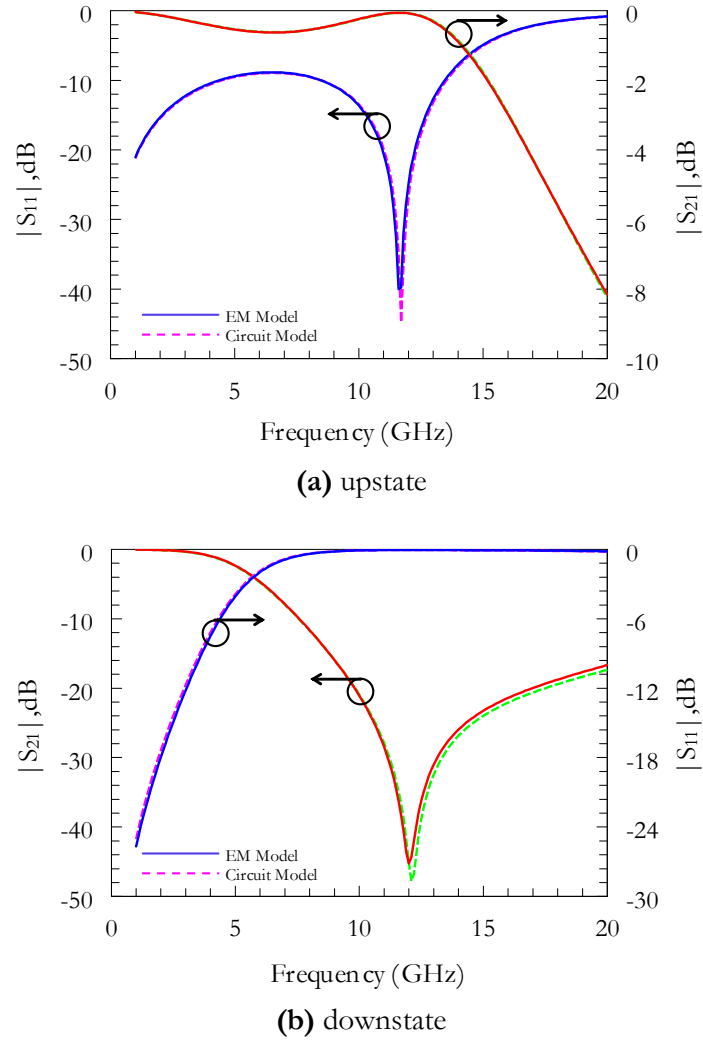 0
-10
-20
-30
-40
-50
|S11|,dB
0
-2
-4
-6
-8
-10
|S21|,dB
EM Model
Circuit Model
0 5 10 15 20
Frequency (GHz)
(a) upstate
0
-10
-20
-30
-40
-50
|S21|,dB
0
-6
-12
-18
-24
-30
|S11|,dB
EM Model
Circuit Model
0 5 10 15 20
Frequency (GHz)
(b) downstate